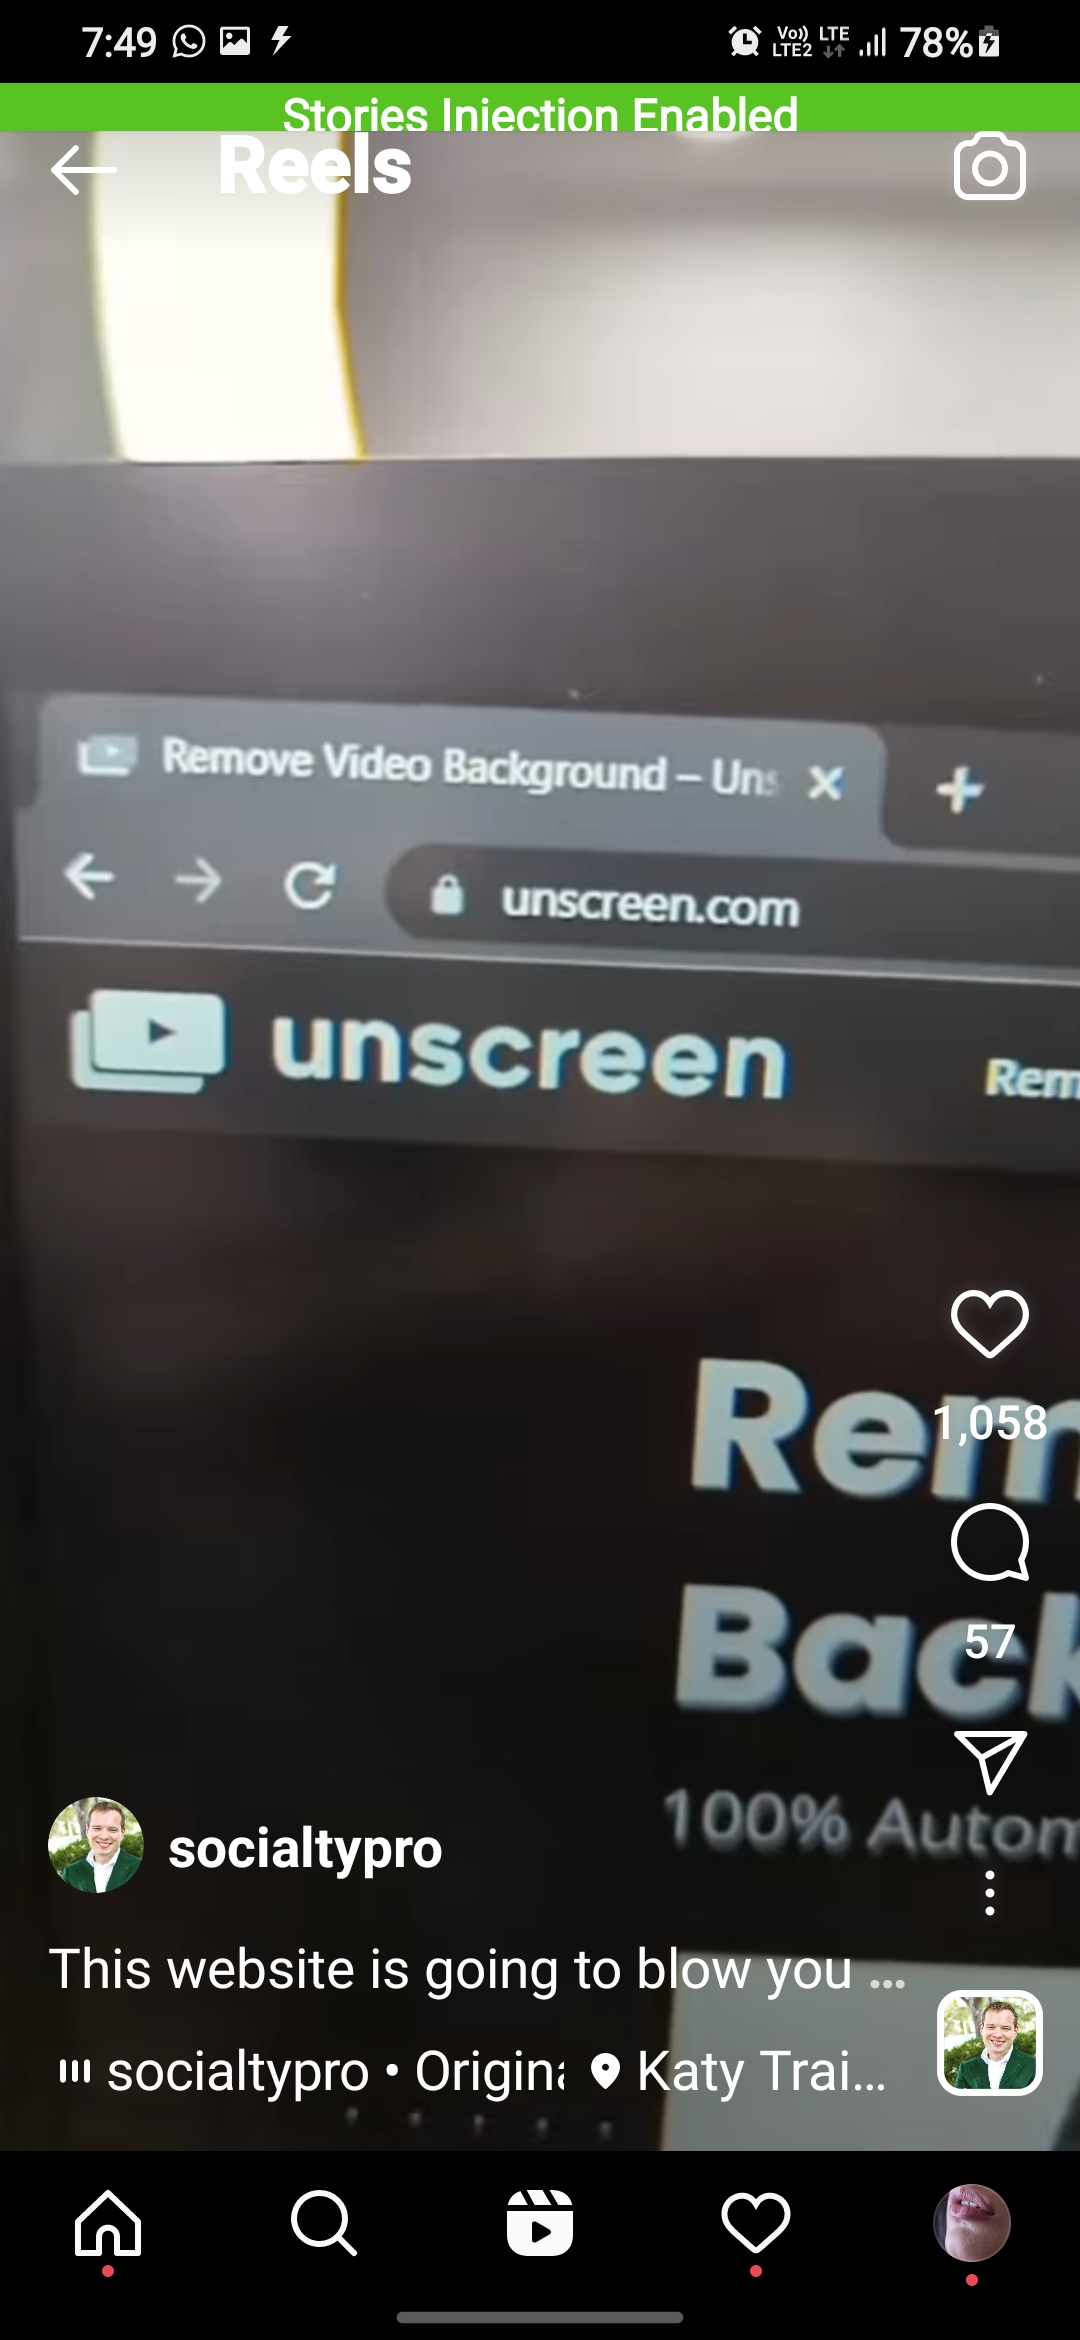 7:49 Vo)) LTE2 LTE 78%
Stories Injection Enabled
Reels
Remove Video Background – Uns
unscreen.com
unscreen
Rem
Rem
1,058
Back
57
100% Autom
socialtypro
This website is going to blow you ...
socialtypro • Origina Katy Trai...